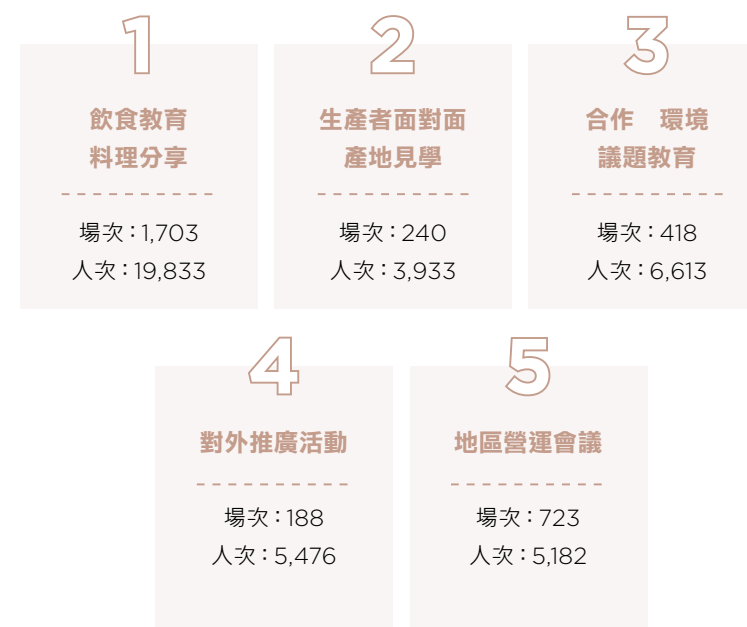 1
飲食教育
料理分享
場次：1,703
人次：19,833
2
生產者面對面
產地見學
場次：240
人次：3,933
3
合作　環境
議題教育
場次：418
人次：6,613
4
對外推廣活動
場次：188
人次：5,476
5
地區營運會議
場次：723
人次：5,182